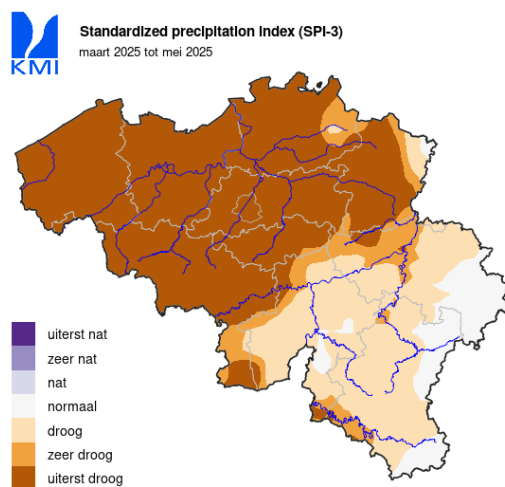 Standardized precipitation index (SPI-3)
maart 2025 tot mei 2025
KMI
uiterst nat
zeer nat
nat
normaal
droog
zeer droog
uiterst droog